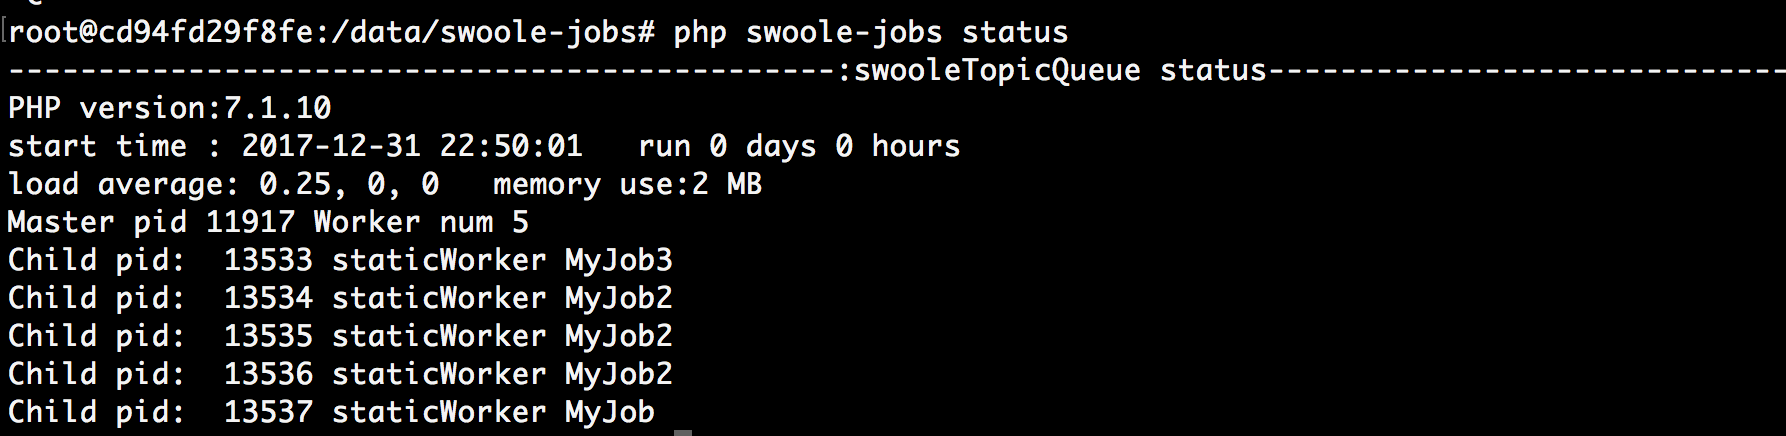 root@cd94fd29f8fe:/data/swoole-jobs# php swoole-jobs status
----------------------------------------------:swooleTopicQueue status-----------------------------
PHP version:7.1.10
start time : 2017-12-31 22:50:01   run 0 days 0 hours
load average: 0.25, 0, 0   memory use:2 MB
Master pid 11917 Worker num 5
Child pid:  13533 staticWorker MyJob3
Child pid:  13534 staticWorker MyJob2
Child pid:  13535 staticWorker MyJob2
Child pid:  13536 staticWorker MyJob2
Child pid:  13537 staticWorker MyJob